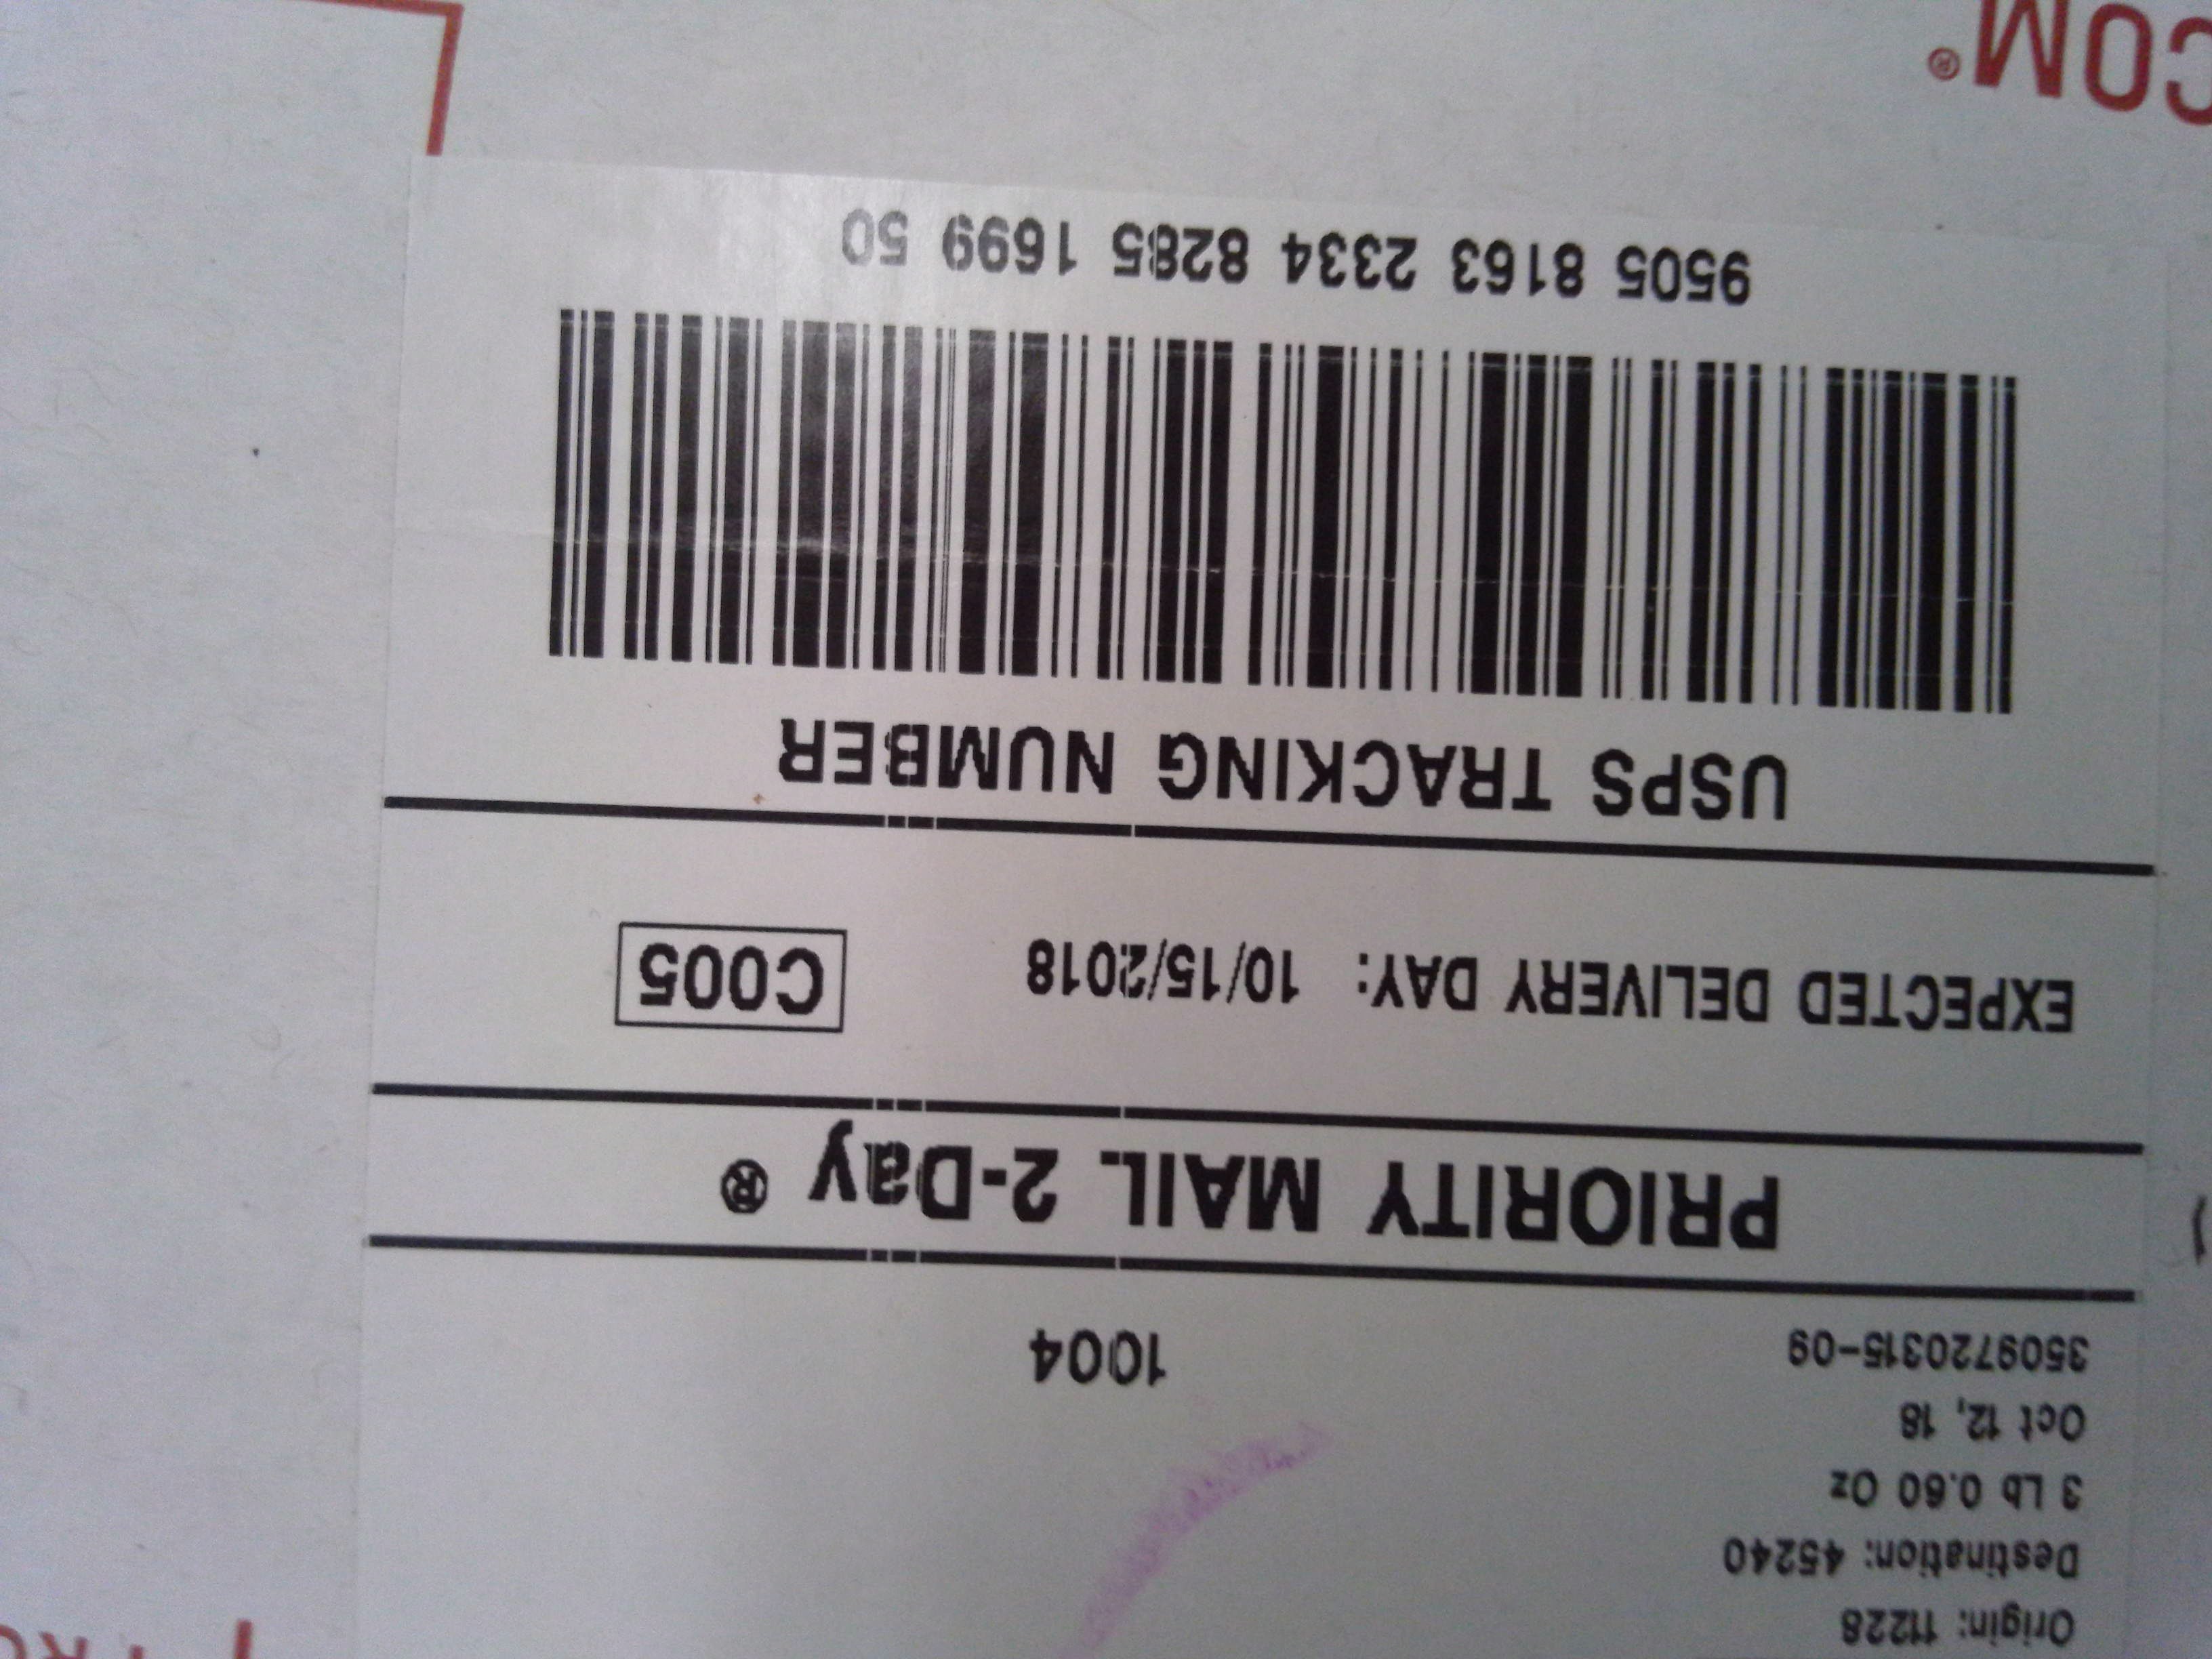 Origin: 11228
Destination: 45240
3 Lb 0.60 Oz
Oct 12, 18
3509720315-09
1004
PRIORITY MAIL 2-Day ®
EXPECTED DELIVERY DAY: 10/15/2018
C005
USPS TRACKING NUMBER
9505 8163 2334 8285 1699 50
COM®